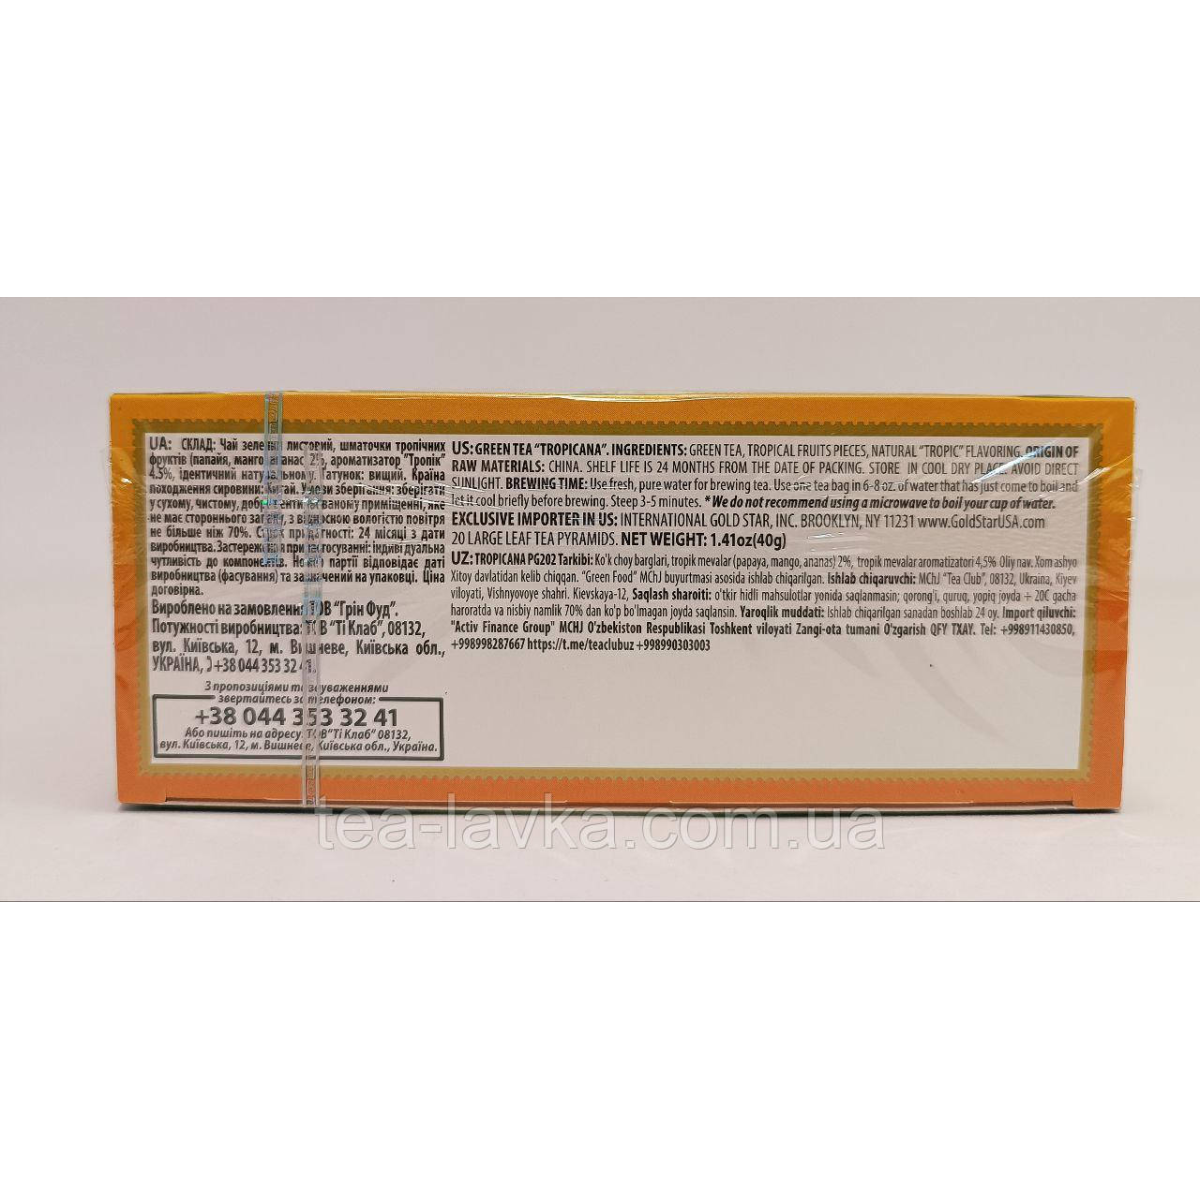 UA: СКЛАД: Чай зелений листовий, шматочки тропічних
фруктів (папайя, манго, ананас) 2%, ароматизатор "Тропік"
4,5%, ідентичний натуральному. Ґатунок: вищий. Країна
походження сировини: Китай. Умови зберігання: зберігати
у сухому, чистому, добре вентильованому приміщенні, яке
не має стороннього запаху, з відносною вологістю повітря
не більше ніж 70%. Строк придатності: 24 місяці з дати
виробництва. Застереження при застосуванні: індивідуальна
чутливість до компонентів. Номер партії відповідає даті
виробництва (фасування) та зазначений на упаковці. Ціна
договірна.
Вироблено на замовлення ТОВ "Грін Фуд".
Потужності виробництва: ТОВ "Ті Клаб", 08132,
вул. Київська, 12, м. Вишневе, Київська обл.,
УКРАЇНА, +38 044 353 32 41.
З пропозиціями та зауваженнями
звертайтесь за телефоном:
+38 044 353 32 41
Або пишіть на адресу: ТОВ"Ті Клаб" 08132,
вул. Київська, 12, м. Вишневе, Київська обл., Україна.
US: GREEN TEA "TROPICANA". INGREDIENTS: GREEN TEA, TROPICAL FRUITS PIECES, NATURAL "TROPIC" FLAVORING. ORIGIN OF
RAW MATERIALS: CHINA. SHELF LIFE IS 24 MONTHS FROM THE DATE OF PACKING. STORE IN COOL DRY PLACE. AVOID DIRECT
SUNLIGHT. BREWING TIME: Use fresh, pure water for brewing tea. Use one tea bag in 6-8 oz. of water that has just come to boil and
let it cool briefly before brewing. Steep 3-5 minutes. *We do not recommend using a microwave to boil your cup of water.
EXCLUSIVE IMPORTER IN US: INTERNATIONAL GOLD STAR, INC. BROOKLYN, NY 11231 www.GoldStarUSA.com
20 LARGE LEAF TEA PYRAMIDS. NET WEIGHT: 1.41oz(40g)
UZ: TROPICANA PG202 Tarkibi: Ko'k choy barglari, tropik mevalar (papaya, mango, ananas) 2%, tropik mevalar aromatizatori 4,5% Oliy nav. Xom ashyo
Xitoy davlatidan kelib chiqqan. "Green Food" MChJ buyurtmasi asosida ishlab chiqarilgan. Ishlab chiqaruvchi: MChJ "Tea Club", 08132, Ukraina, Kiyev
viloyati, Vishnyovoye shahri. Kievskaya-12, Saqlash sharoiti: o'tkir hidli mahsulotlar yonida saqlanmasin; qorong'i, quruq, yopiq joyda + 20C gacha
haroratda va nisbiy namlik 70% dan ko'p bo'lmagan joyda saqlansin. Yaroqlik muddati: Ishlab chiqarilgan sanadan boshlab 24 oy. Import qiluvchi:
"Activ Finance Group" MCHJ O'zbekiston Respublikasi Toshkent viloyati Zangi-ota tumani O'zgarish QFY TXAY. Tel: +998911430850,
+998998287667 https://t.me/teaclubuz +998990303003
tea-lavka.com.ua